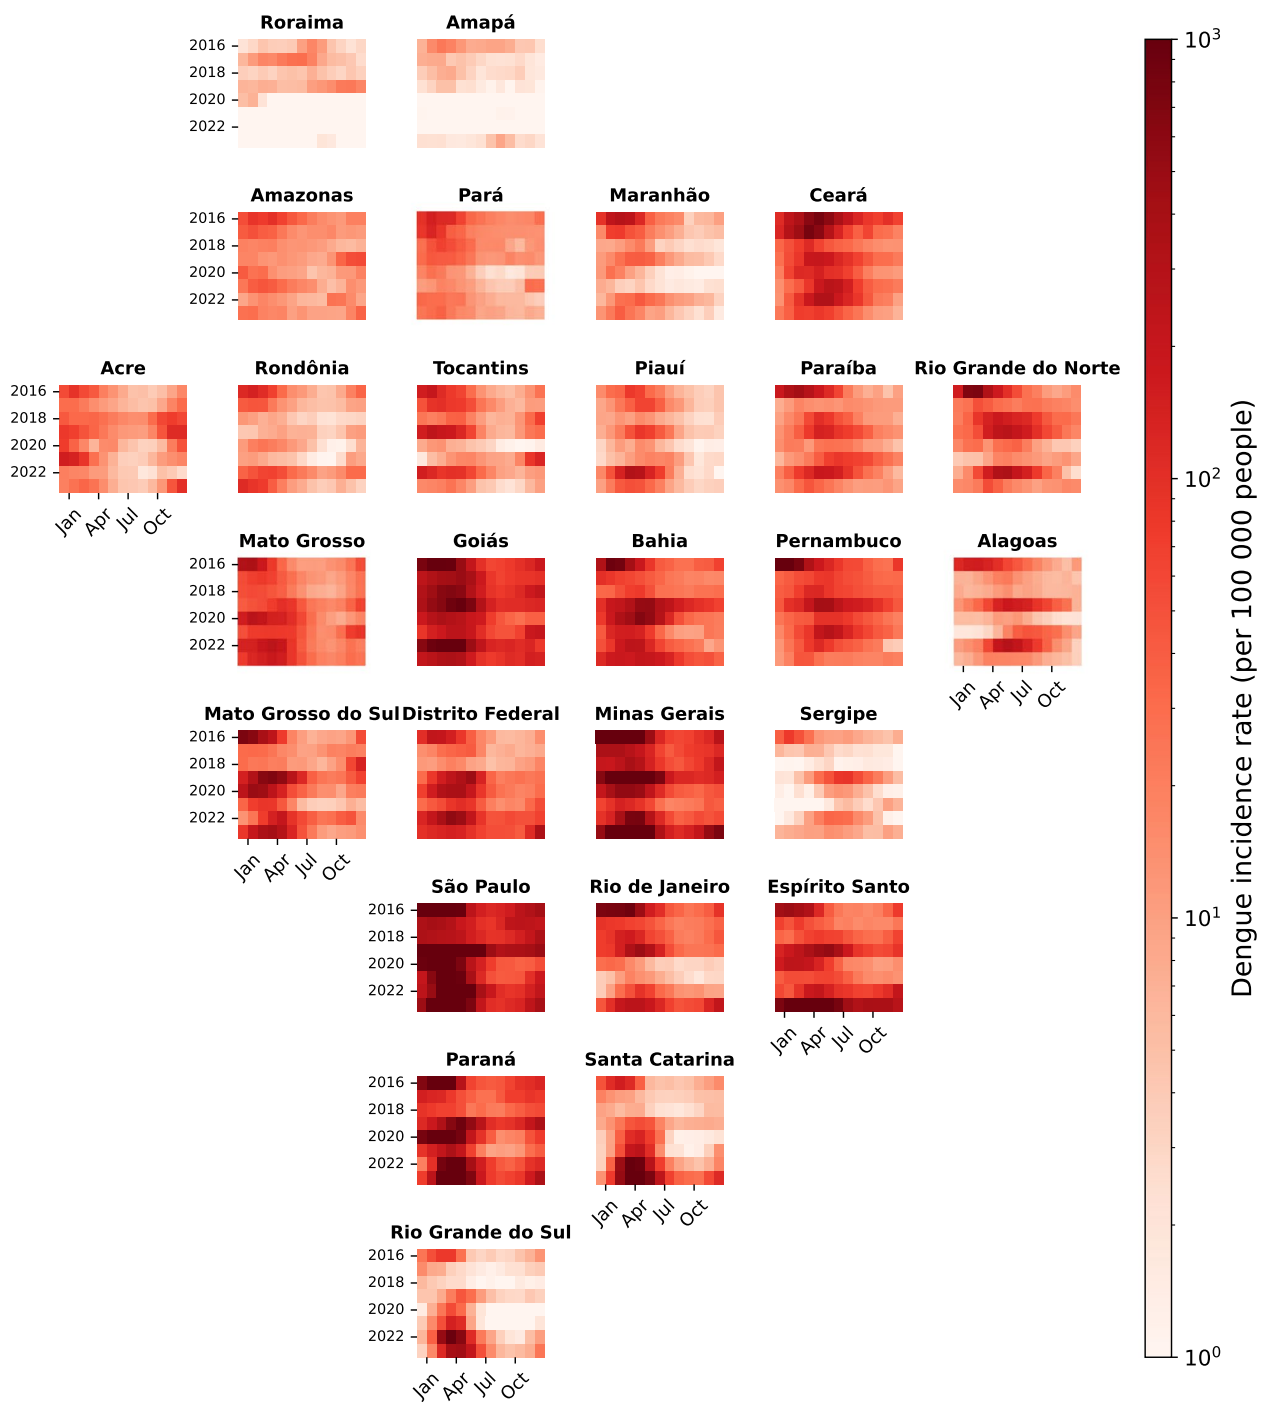 Roraima Amapá
2016
2018
2020
2022
10³
Amazonas Pará Maranhão Ceará
2016
2018
2020
2022
Acre Rondônia Tocantins Piauí Paraíba Rio Grande do Norte
2016
2018
2020
2022
Jan Apr Jul Oct
10²
Mato Grosso Goiás Bahia Pernambuco Alagoas
2016
2018
2020
2022
Jan Apr Jul Oct
Dengue incidence rate (per 100 000 people)
Mato Grosso do Sul Distrito Federal Minas Gerais Sergipe
2016
2018
2020
2022
Jan Apr Jul Oct
São Paulo Rio de Janeiro Espírito Santo
2016
2018
2020
2022
10¹
Jan Apr Jul Oct
Paraná Santa Catarina
2016
2018
2020
2022
Jan Apr Jul Oct
Rio Grande do Sul
2016
2018
2020
2022
Jan Apr Jul Oct
10⁰